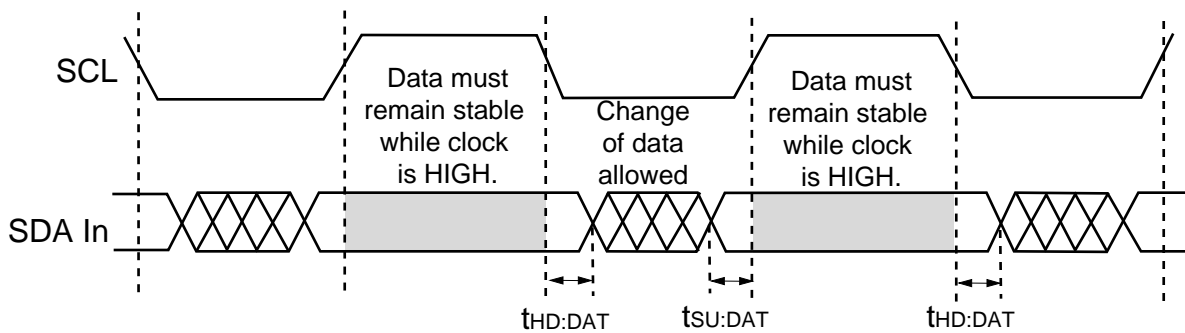 SCL
Data must
remain stable
while clock
is HIGH.
Change
of data
allowed
Data must
remain stable
while clock
is HIGH.
SDA In
tHD:DAT
tSU:DAT
tHD:DAT